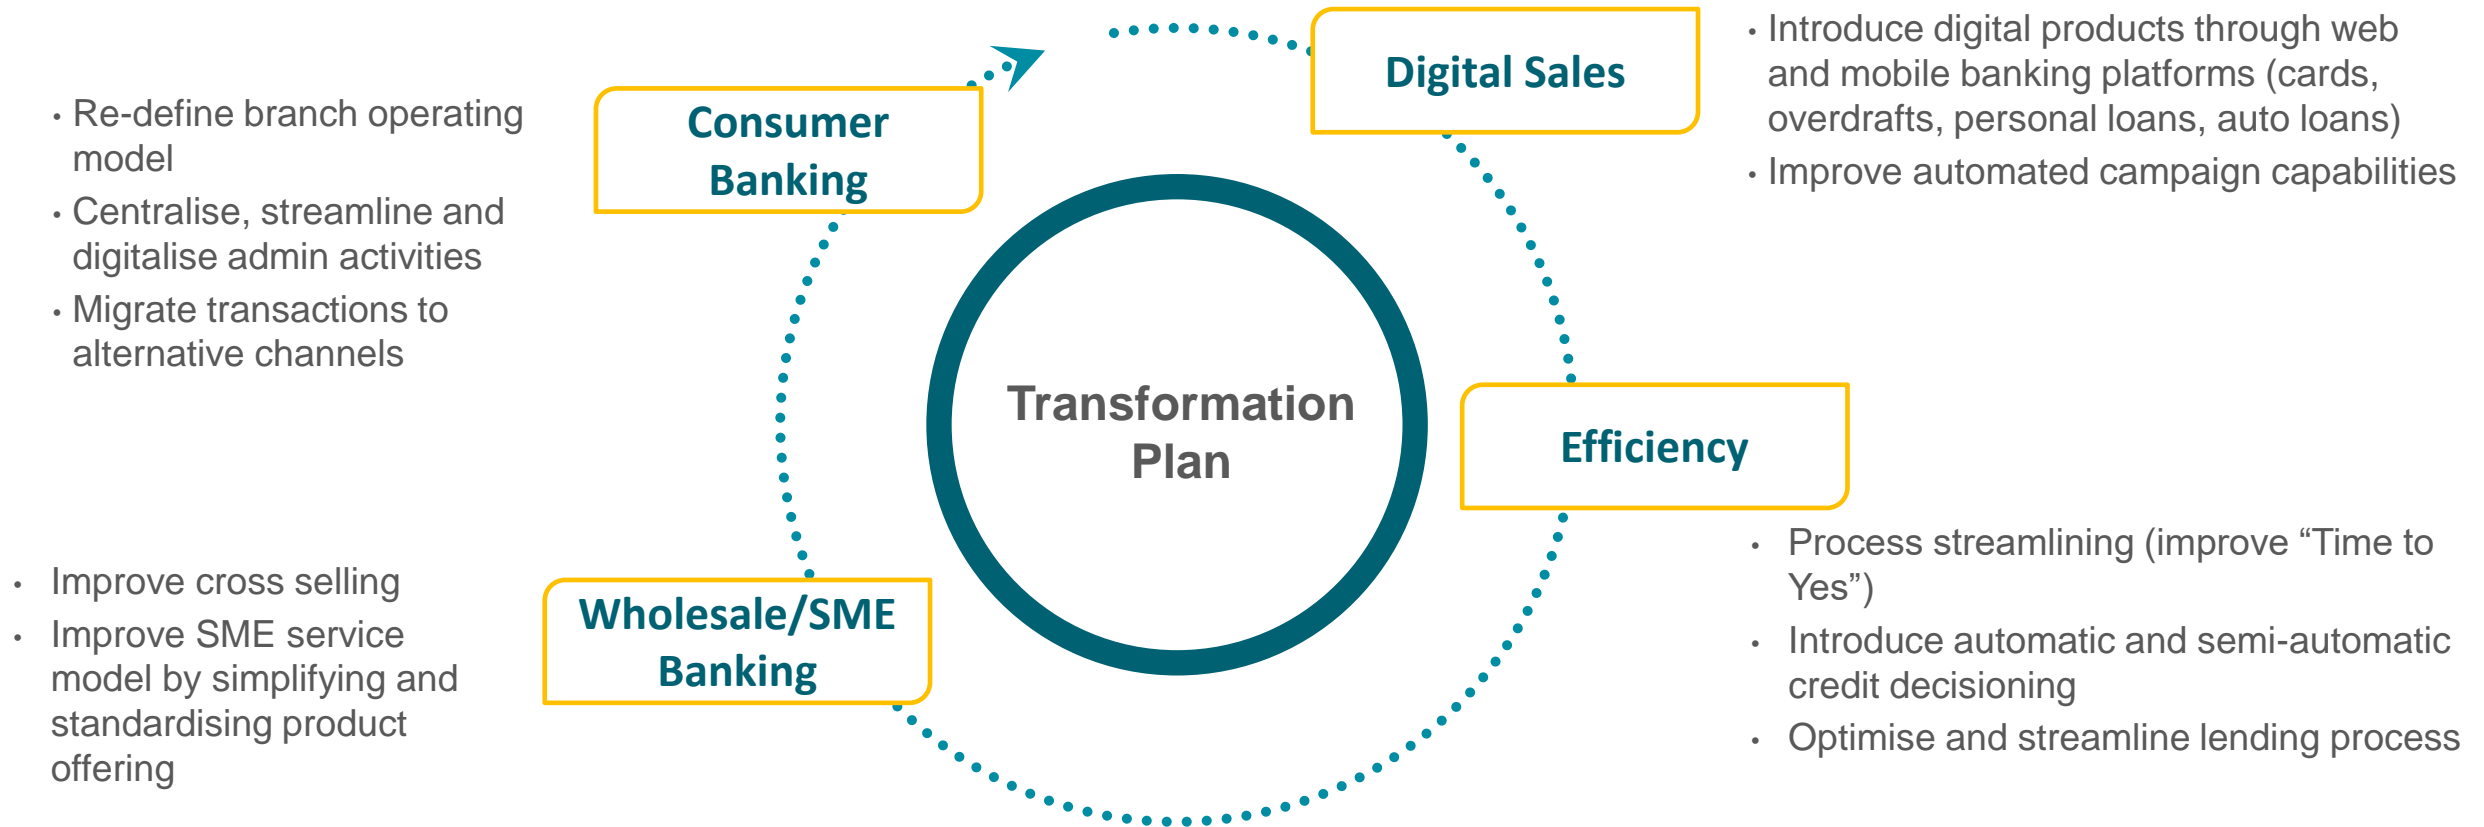 Consumer
Banking
• Re-define branch operating
model
• Centralise, streamline and
digitalise admin activities
• Migrate transactions to
alternative channels
Digital Sales
• Introduce digital products through web
and mobile banking platforms (cards,
overdrafts, personal loans, auto loans)
• Improve automated campaign capabilities
Transformation
Plan
Efficiency
• Process streamlining (improve “Time to
Yes”)
• Introduce automatic and semi-automatic
credit decisioning
• Optimise and streamline lending process
Wholesale/SME
Banking
• Improve cross selling
• Improve SME service
model by simplifying and
standardising product
offering